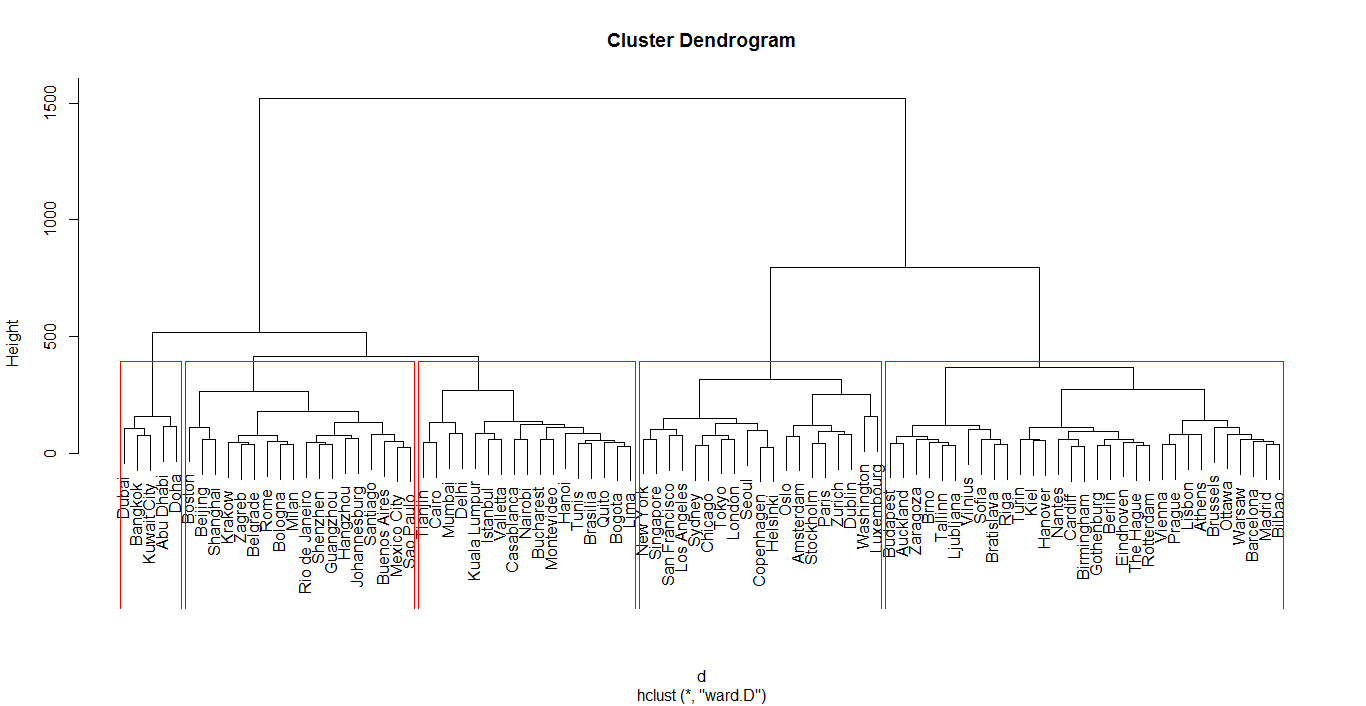 Cluster Dendrogram
Height
0
500
1000
1500
Dubai
Bangkok
Kuwait City
Abu Dhabi
Doha
Boston
Beijing
Shanghai
Krakow
Zagreb
Belgrade
Rome
Bologna
Milan
Rio de Janeiro
Shenzhen
Guangzhou
Hangzhou
Johannesburg
Santiago
Buenos Aires
Mexico City
Sao Paulo
Tianjin
Cairo
Mumbai
Delhi
Kuala Lumpur
Istanbul
Valletta
Casablanca
Nairobi
Bucharest
Montevideo
Hanoi
Tunis
Brasilia
Quito
Bogota
Lima
New York
Singapore
San Francisco
Los Angeles
Sydney
Chicago
Tokyo
London
Seoul
Copenhagen
Helsinki
Oslo
Amsterdam
Stockholm
Paris
Zurich
Dublin
Washington
Luxembourg
Budapest
Auckland
Zaragoza
Brno
Tallinn
Ljubljana
Vilnius
Sofia
Bratislava
Riga
Turin
Kiel
Hanover
Nantes
Cardiff
Birmingham
Gothenburg
Berlin
Eindhoven
The Hague
Rotterdam
Vienna
Prague
Lisbon
Athens
Brussels
Ottawa
Warsaw
Barcelona
Madrid
Bilbao
d
hclust (*, "ward.D")